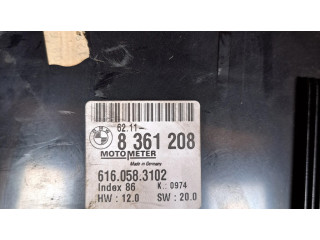 BMW
62.11-
8 361 208
MOTOMETER
Made in Germany
616.058.3102
Index 86 K.: 0974
HW : 12.0 SW : 20.0